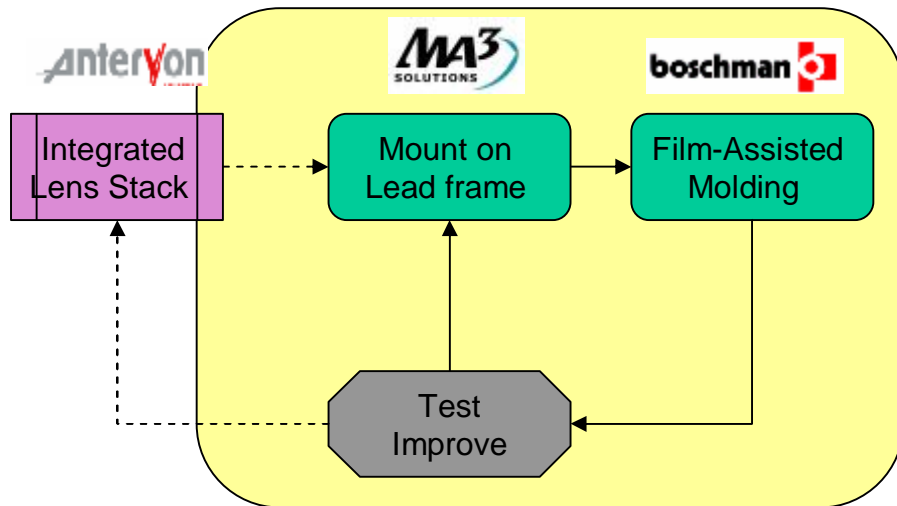 Anteryon
MA3
SOLUTIONS
boschman
Integrated
Lens Stack
Mount on
Lead frame
Film-Assisted
Molding
Test
Improve